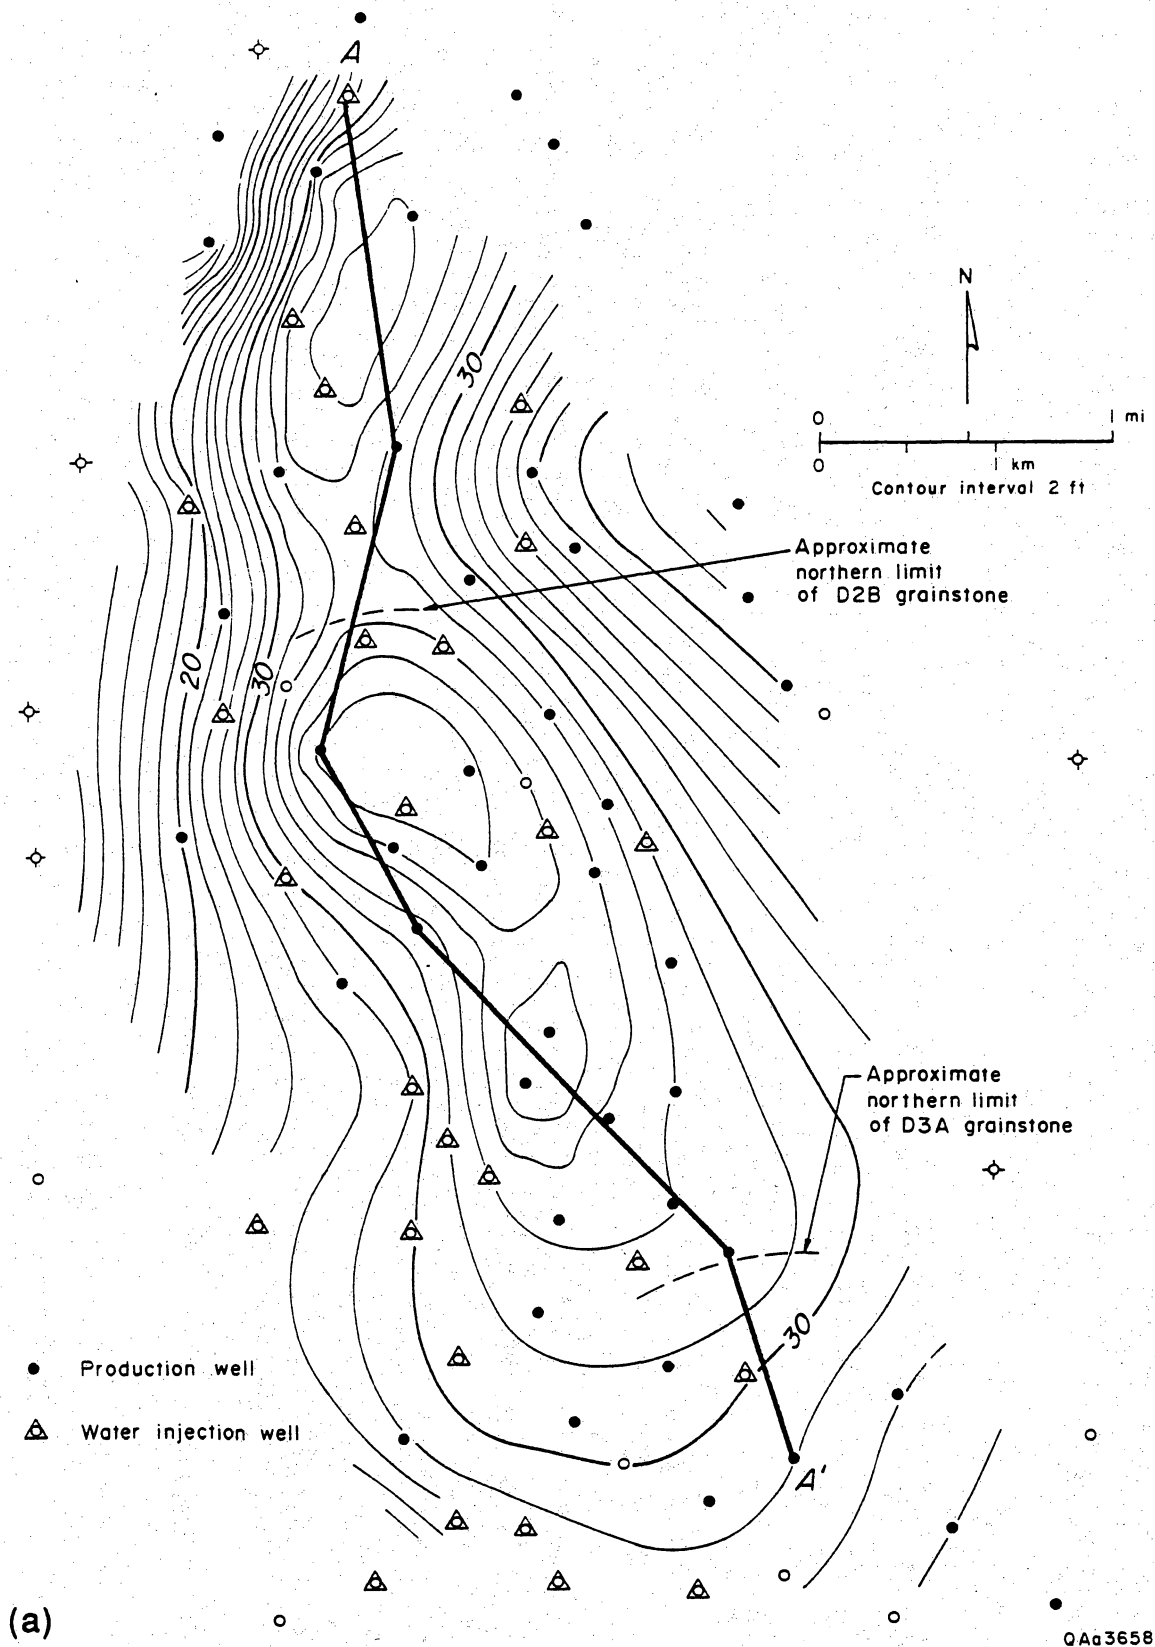 A
N
30
0
1 mi
0
1 km
Contour interval 2 ft
Approximate
northern limit
of D2B grainstone
20
30
Approximate
northern limit
of D3A grainstone
30
Production well
Water injection well
A'
(a)
QAa3658